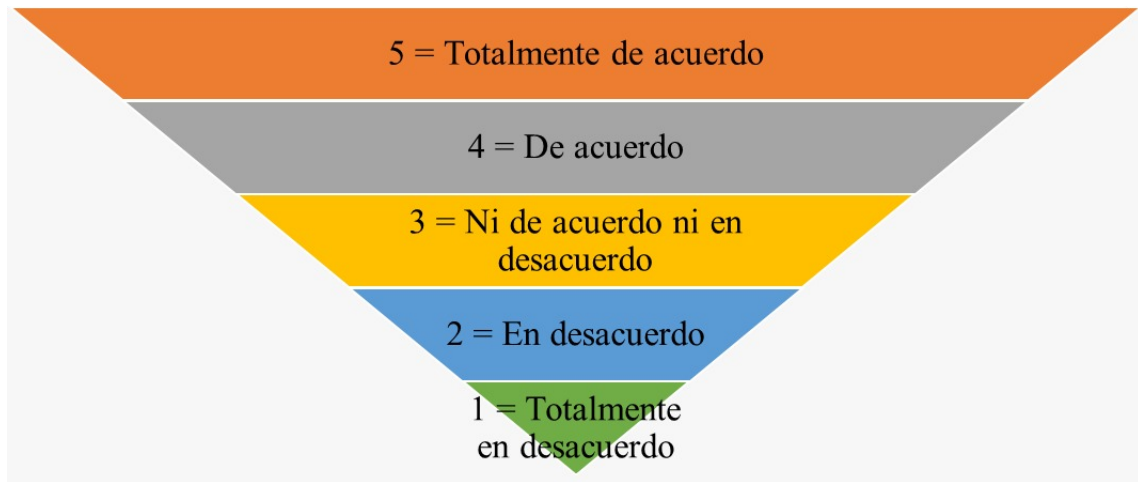 5 = Totalmente de acuerdo
4 = De acuerdo
3 = Ni de acuerdo ni en
desacuerdo
2 = En desacuerdo
1 = Totalmente
en desacuerdo